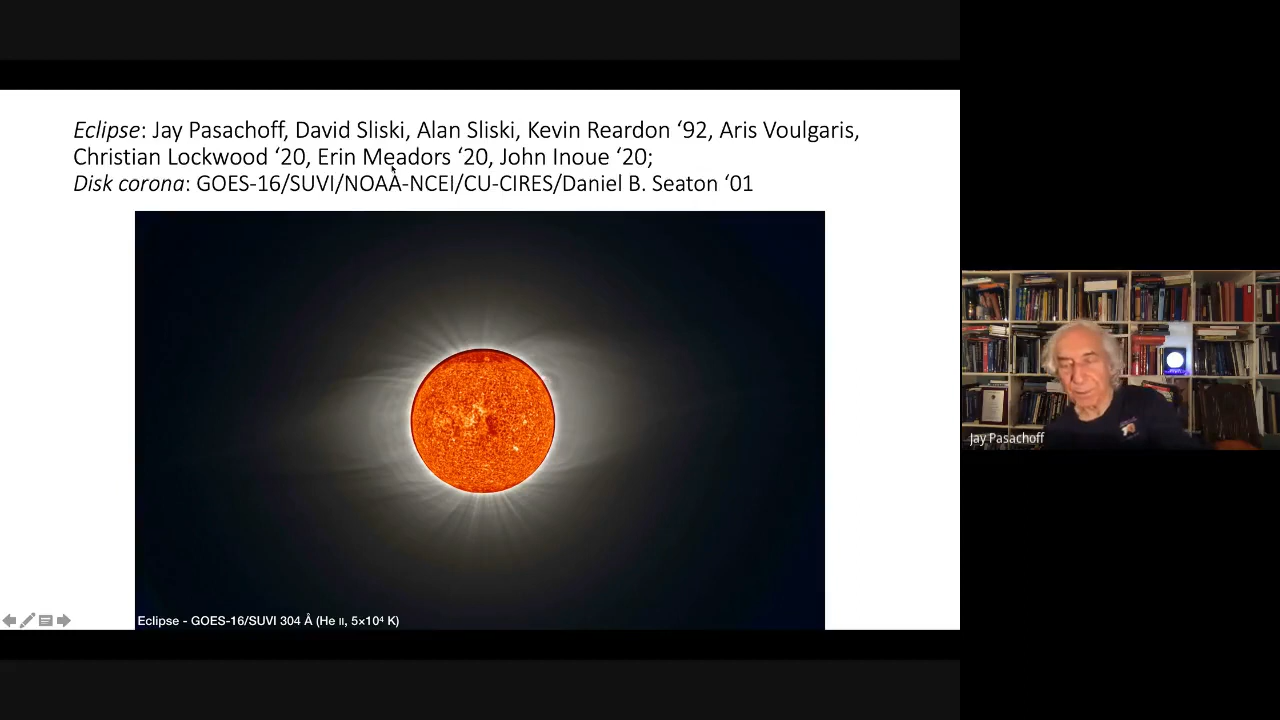 Eclipse: Jay Pasachoff, David Sliski, Alan Sliski, Kevin Reardon ‘92, Aris Voulgaris,
Christian Lockwood ‘20, Erin Meadors ‘20, John Inoue ‘20;
Disk corona: GOES-16/SUVI/NOAA-NCEI/CU-CIRES/Daniel B. Seaton ‘01
Eclipse - GOES-16/SUVI 304 Å (He II, 5×10⁴ K)
Jay Pasachoff